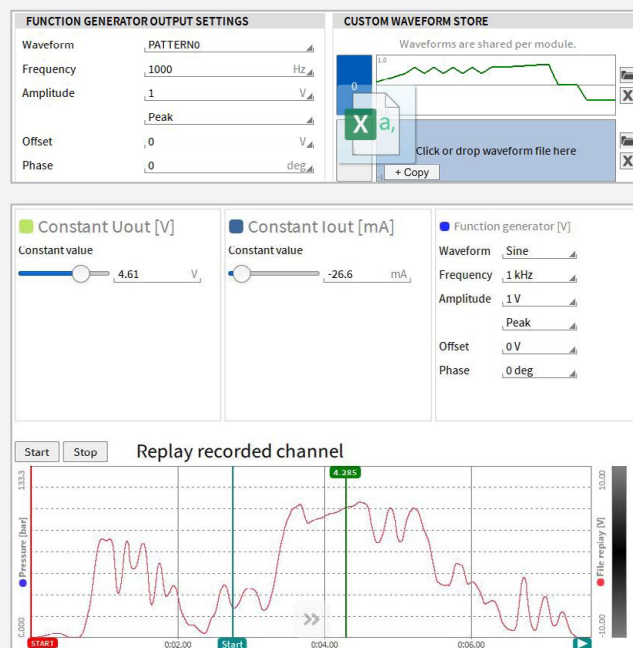 FUNCTION GENERATOR OUTPUT SETTINGS
Waveform PATTERN0
Frequency 1000 Hz
Amplitude 1 V
Peak
Offset 0 V
Phase 0 deg
CUSTOM WAVEFORM STORE
Waveforms are shared per module.
1.0
0
X a,
Click or drop waveform file here
+ Copy
Constant Uout [V]
Constant value
4.61 V
Constant Iout [mA]
Constant value
-26.6 mA
Function generator [V]
Waveform Sine
Frequency 1 kHz
Amplitude 1 V
Peak
Offset 0 V
Phase 0 deg
Start Stop Replay recorded channel
133.3
Pressure [bar]
0.000
4.285
10.00
File replay [V]
-10.00
START 0:02.00 Start 0:04.00 0:06.00